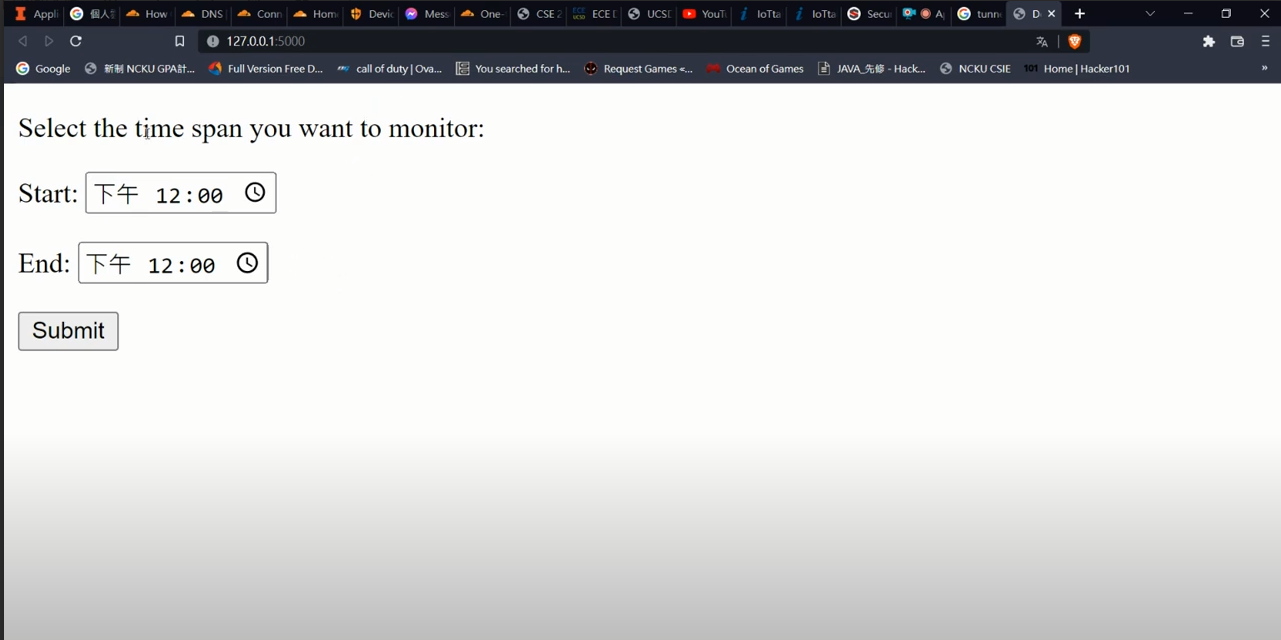 Appli 個人 How DNS Conn Home Devic Mess One- CSE 2 ECE D UCSD YouT IoTta IoTta Secu A tunn D
127.0.0.1:5000
Google 新制 NCKU GPA計... Full Version Free D... call of duty | Ova... You searched for h... Request Games «... Ocean of Games JAVA_先修 - Hack... NCKU CSIE 101 Home | Hacker101 »
Select the time span you want to monitor:
Start: 下午 12:00
End: 下午 12:00
Submit